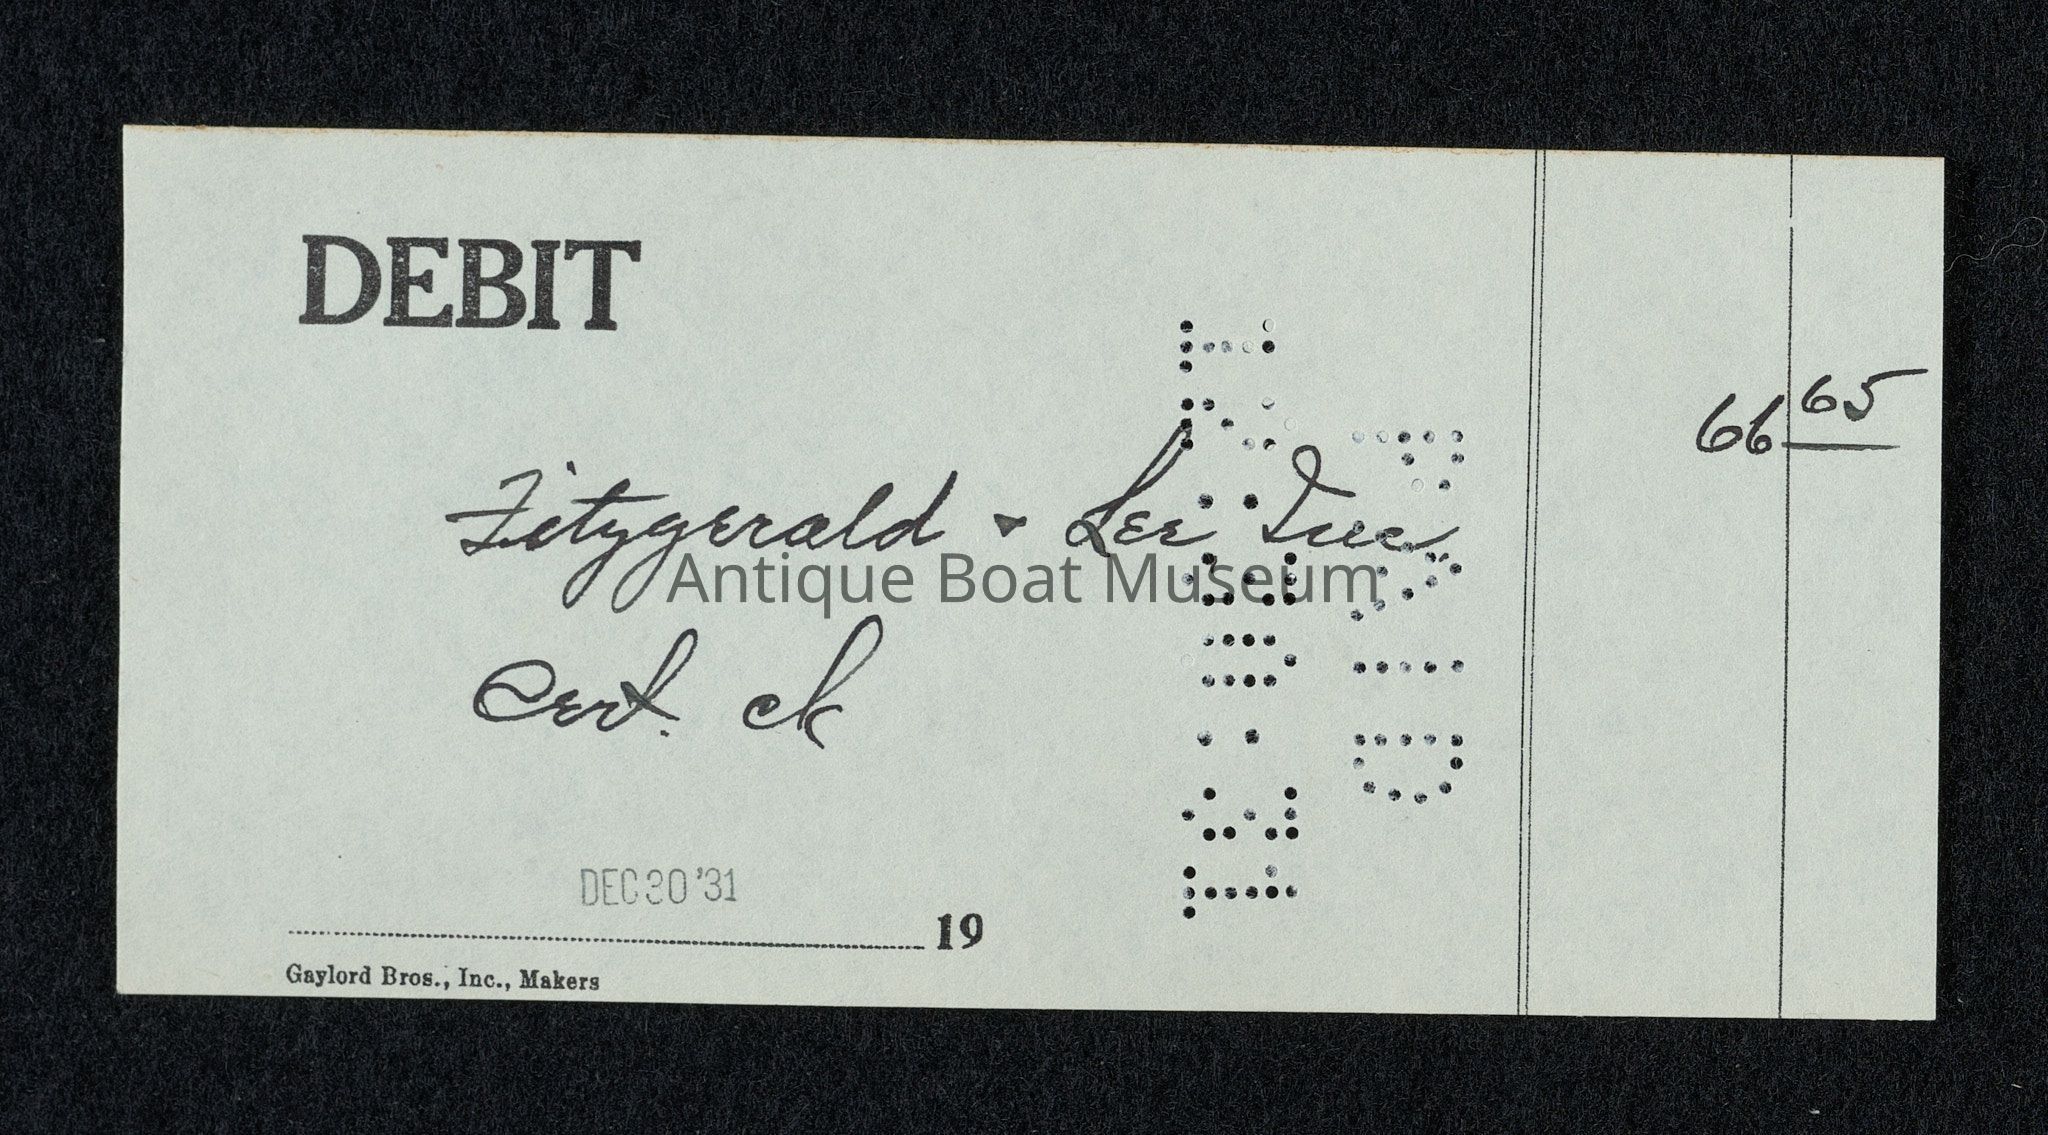 DEBIT
66 65
Fitzgerald & Lee Inc
Cert. ck
PAID
Antique Boat Museum
DEC 30 '31
19
Gaylord Bros., Inc., Makers